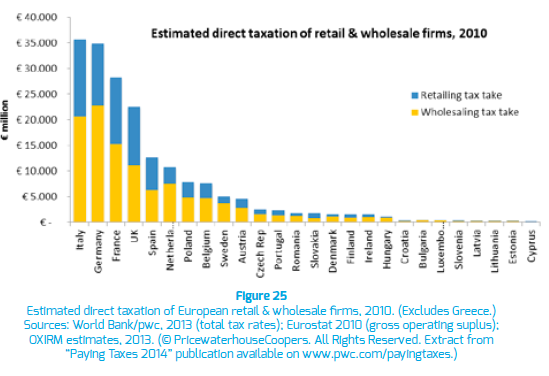 Estimated direct taxation of retail & wholesale firms, 2010
€ million
€ 40.000
€ 35.000
€ 30.000
€ 25.000
€ 20.000
€ 15.000
€ 10.000
€ 5.000
€ -
Retailing tax take
Wholesaling tax take
Italy
Germany
France
UK
Spain
Netherla..
Poland
Belgium
Sweden
Austria
Czech Rep
Portugal
Romania
Slovakia
Denmark
Finland
Ireland
Hungary
Croatia
Bulgaria
Luxembo..
Slovenia
Latvia
Lithuania
Estonia
Cyprus
Figure 25
Estimated direct taxation of European retail & wholesale firms, 2010. (Excludes Greece.)
Sources: World Bank/pwc, 2013 (total tax rates); Eurostat 2010 (gross operating suplus);
OXIRM estimates, 2013. (© PricewaterhouseCoopers. All Rights Reserved. Extract from
“Paying Taxes 2014” publication available on www.pwc.com/payingtaxes.)